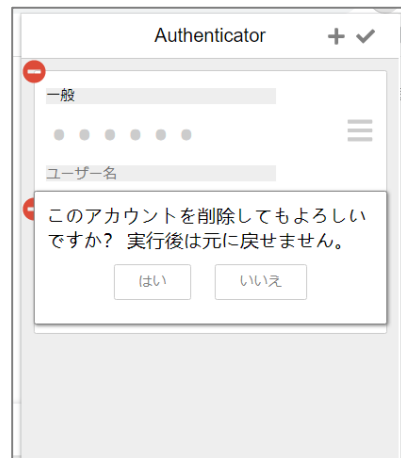 Authenticator
一般
ユーザー名
このアカウントを削除してもよろしい
ですか? 実行後は元に戻せません。
はい
いいえ